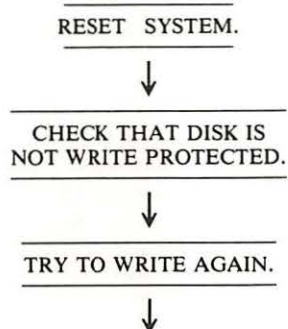 RESET SYSTEM.
CHECK THAT DISK IS
NOT WRITE PROTECTED.
TRY TO WRITE AGAIN.